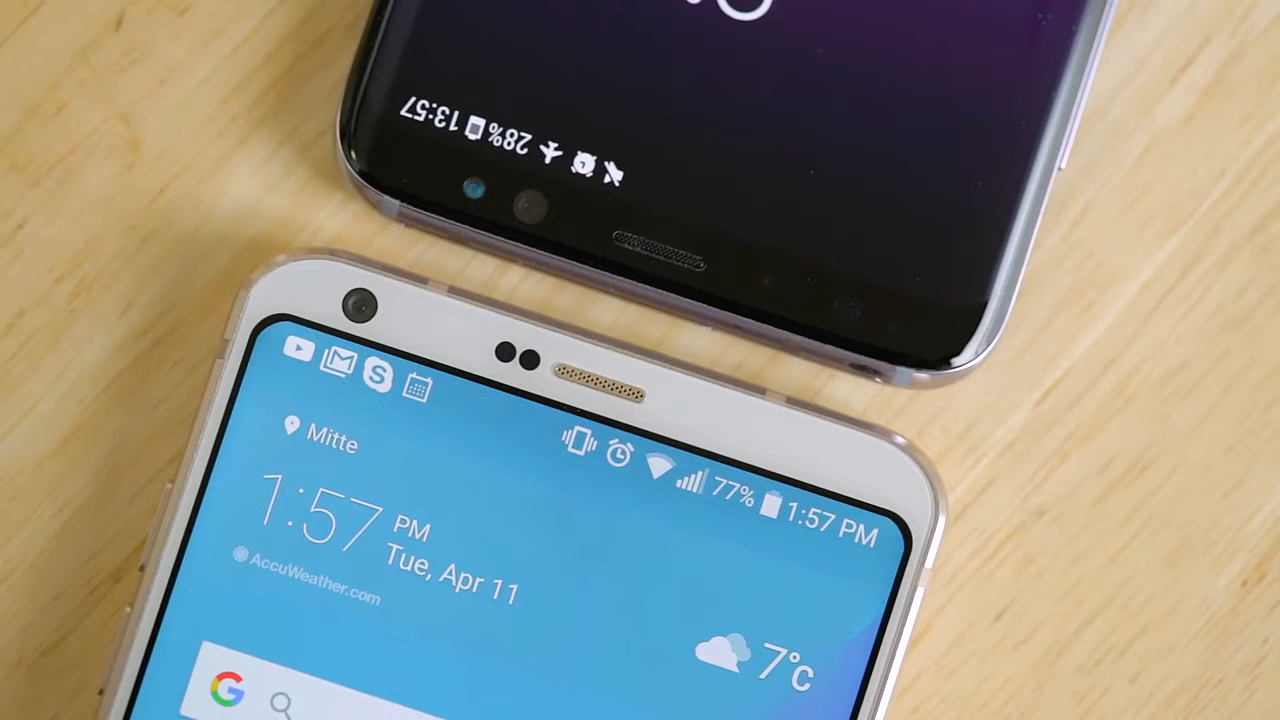 28% 13:57
77% 1:57 PM
Mitte
1:57 PM
Tue, Apr 11
AccuWeather.com
7°C
G